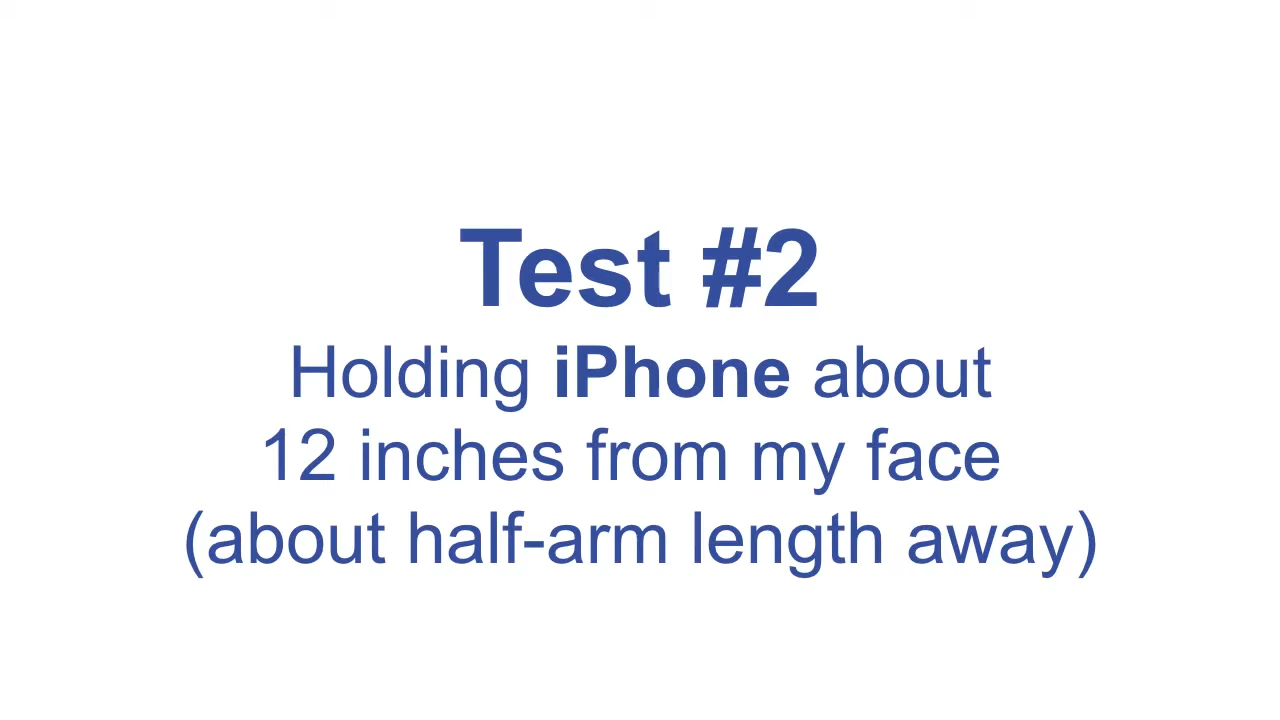 Test #2
Holding iPhone about
12 inches from my face
(about half-arm length away)